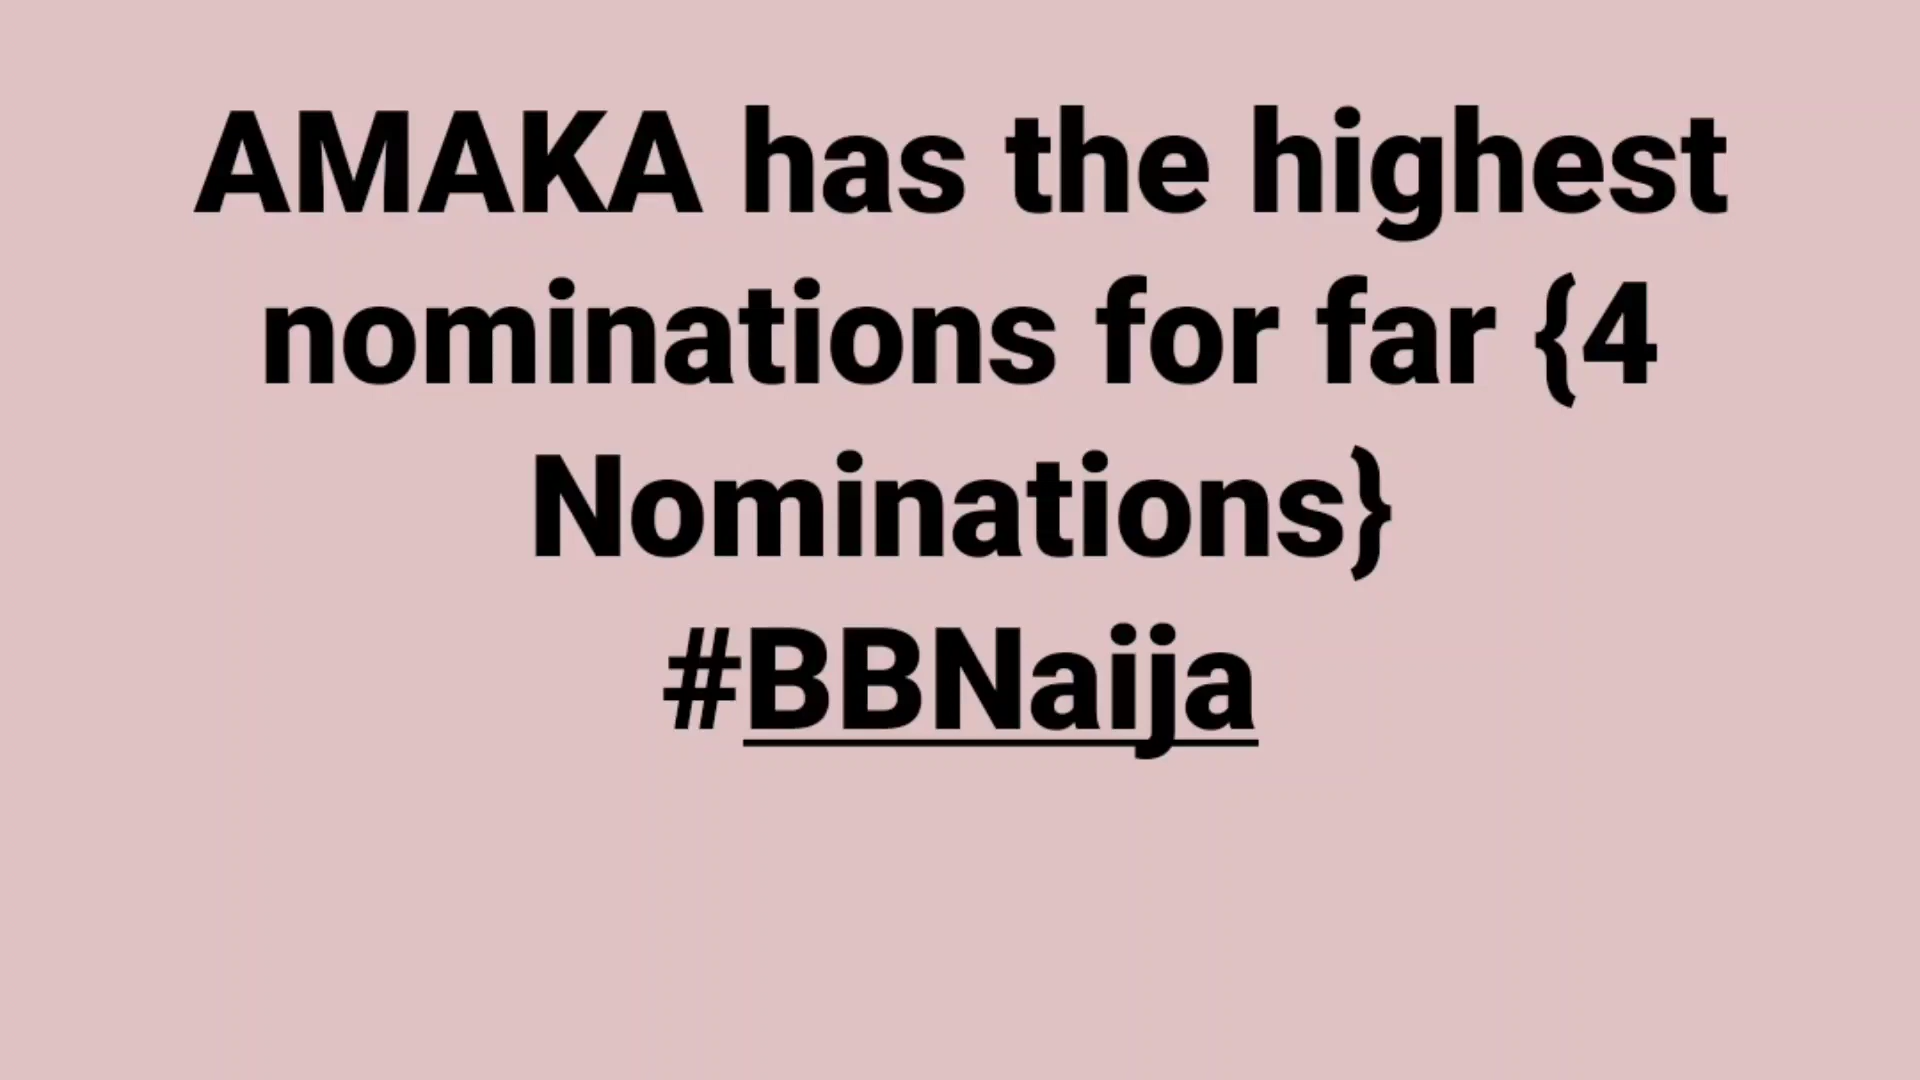 AMAKA has the highest
nominations for far {4
Nominations}
#BBNaija